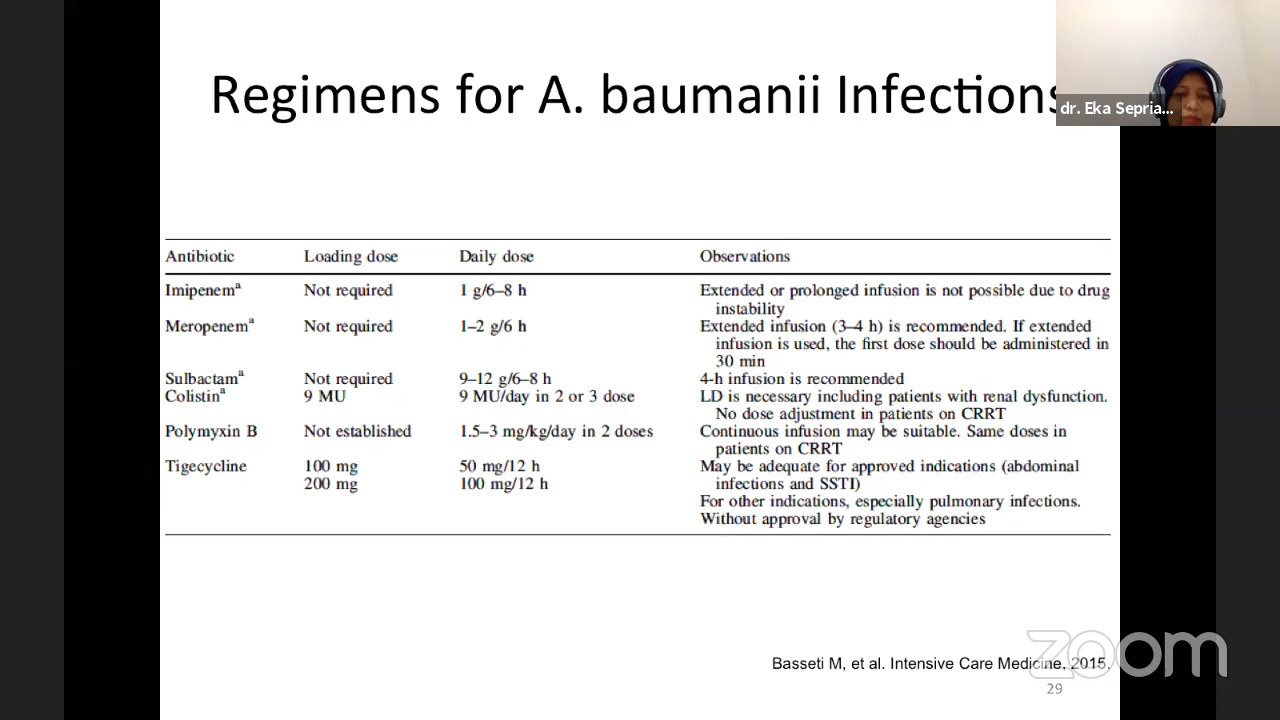 Regimens for A. baumanii Infections
dr. Eka Sepria...
Antibiotic Loading dose Daily dose Observations
Imipenemᵃ Not required 1 g/6–8 h Extended or prolonged infusion is not possible due to drug
instability
Meropenemᵃ Not required 1–2 g/6 h Extended infusion (3–4 h) is recommended. If extended
infusion is used, the first dose should be administered in
30 min
Sulbactamᵃ Not required 9–12 g/6–8 h 4-h infusion is recommended
Colistinᵃ 9 MU 9 MU/day in 2 or 3 dose LD is necessary including patients with renal dysfunction.
No dose adjustment in patients on CRRT
Polymyxin B Not established 1.5–3 mg/kg/day in 2 doses Continuous infusion may be suitable. Same doses in
patients on CRRT
Tigecycline 100 mg 50 mg/12 h May be adequate for approved indications (abdominal
200 mg 100 mg/12 h infections and SSTI)
For other indications, especially pulmonary infections.
Without approval by regulatory agencies
zoom
Basseti M, et al. Intensive Care Medicine, 2015.
29